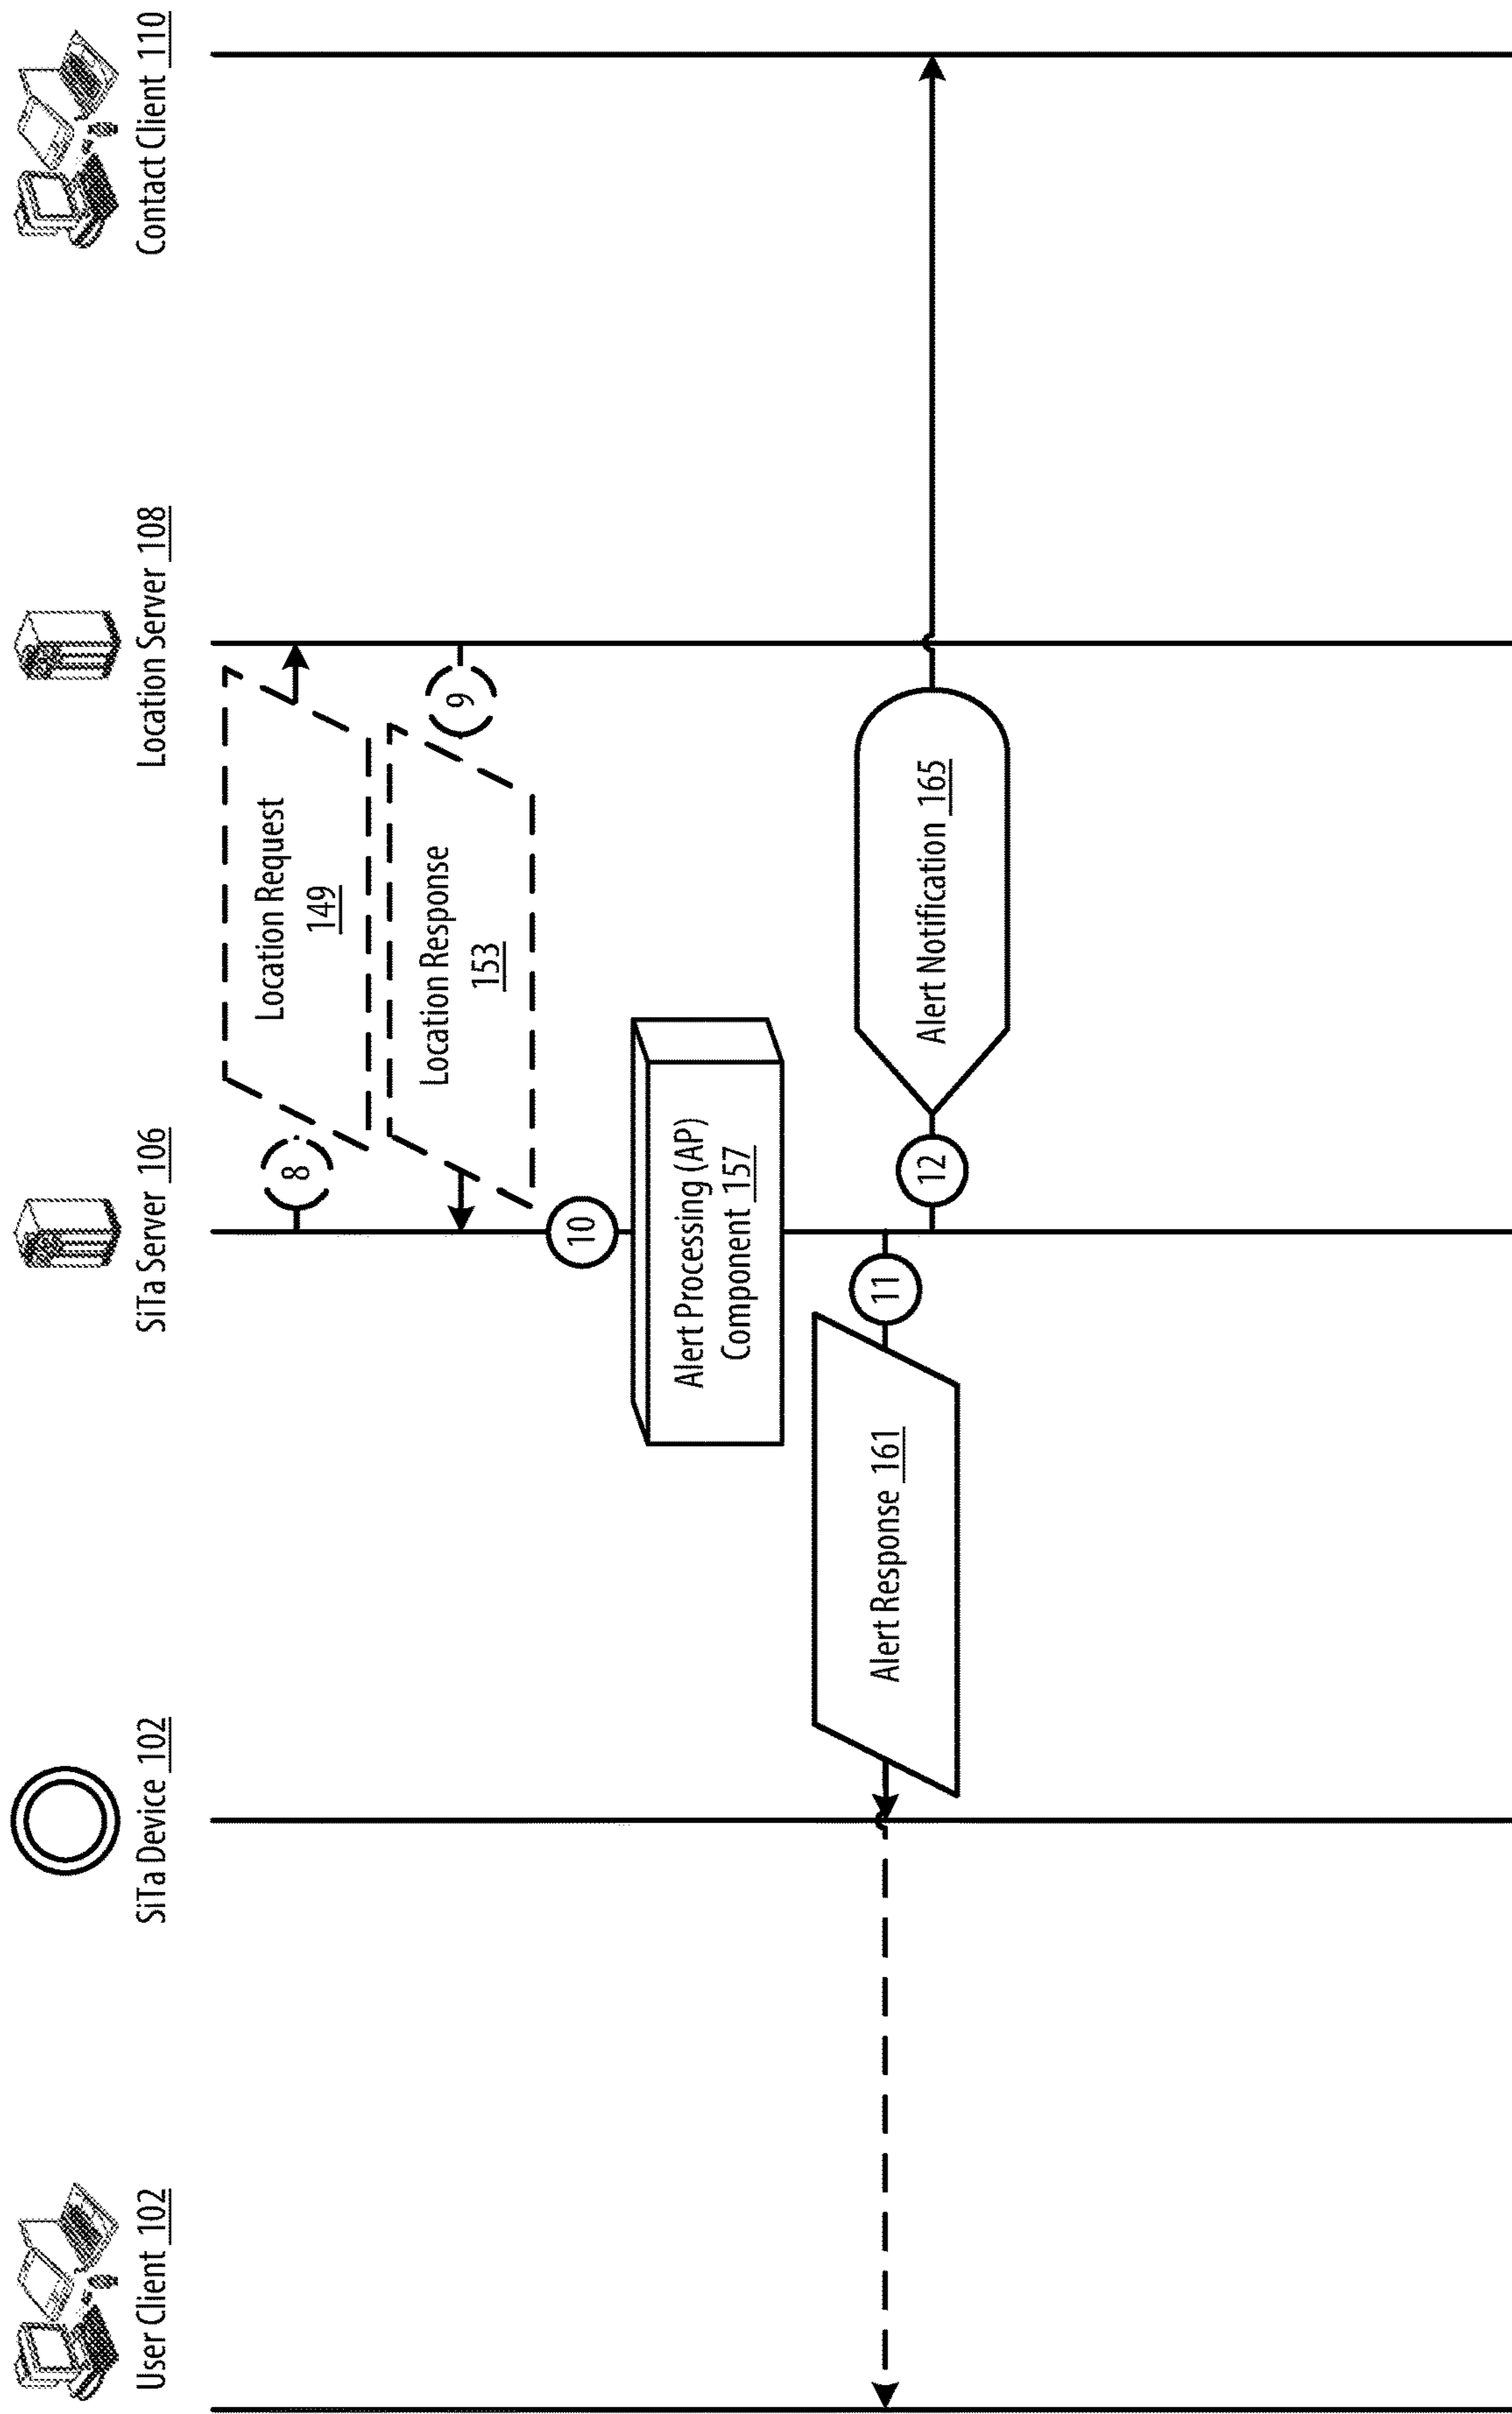 User Client 102
SiTa Device 102
SiTa Server 106
Location Server 108
Contact Client 110
8
Location Request
149
Location Response
153
9
10
Alert Processing (AP)
Component 157
Alert Response 161
11
12
Alert Notification 165